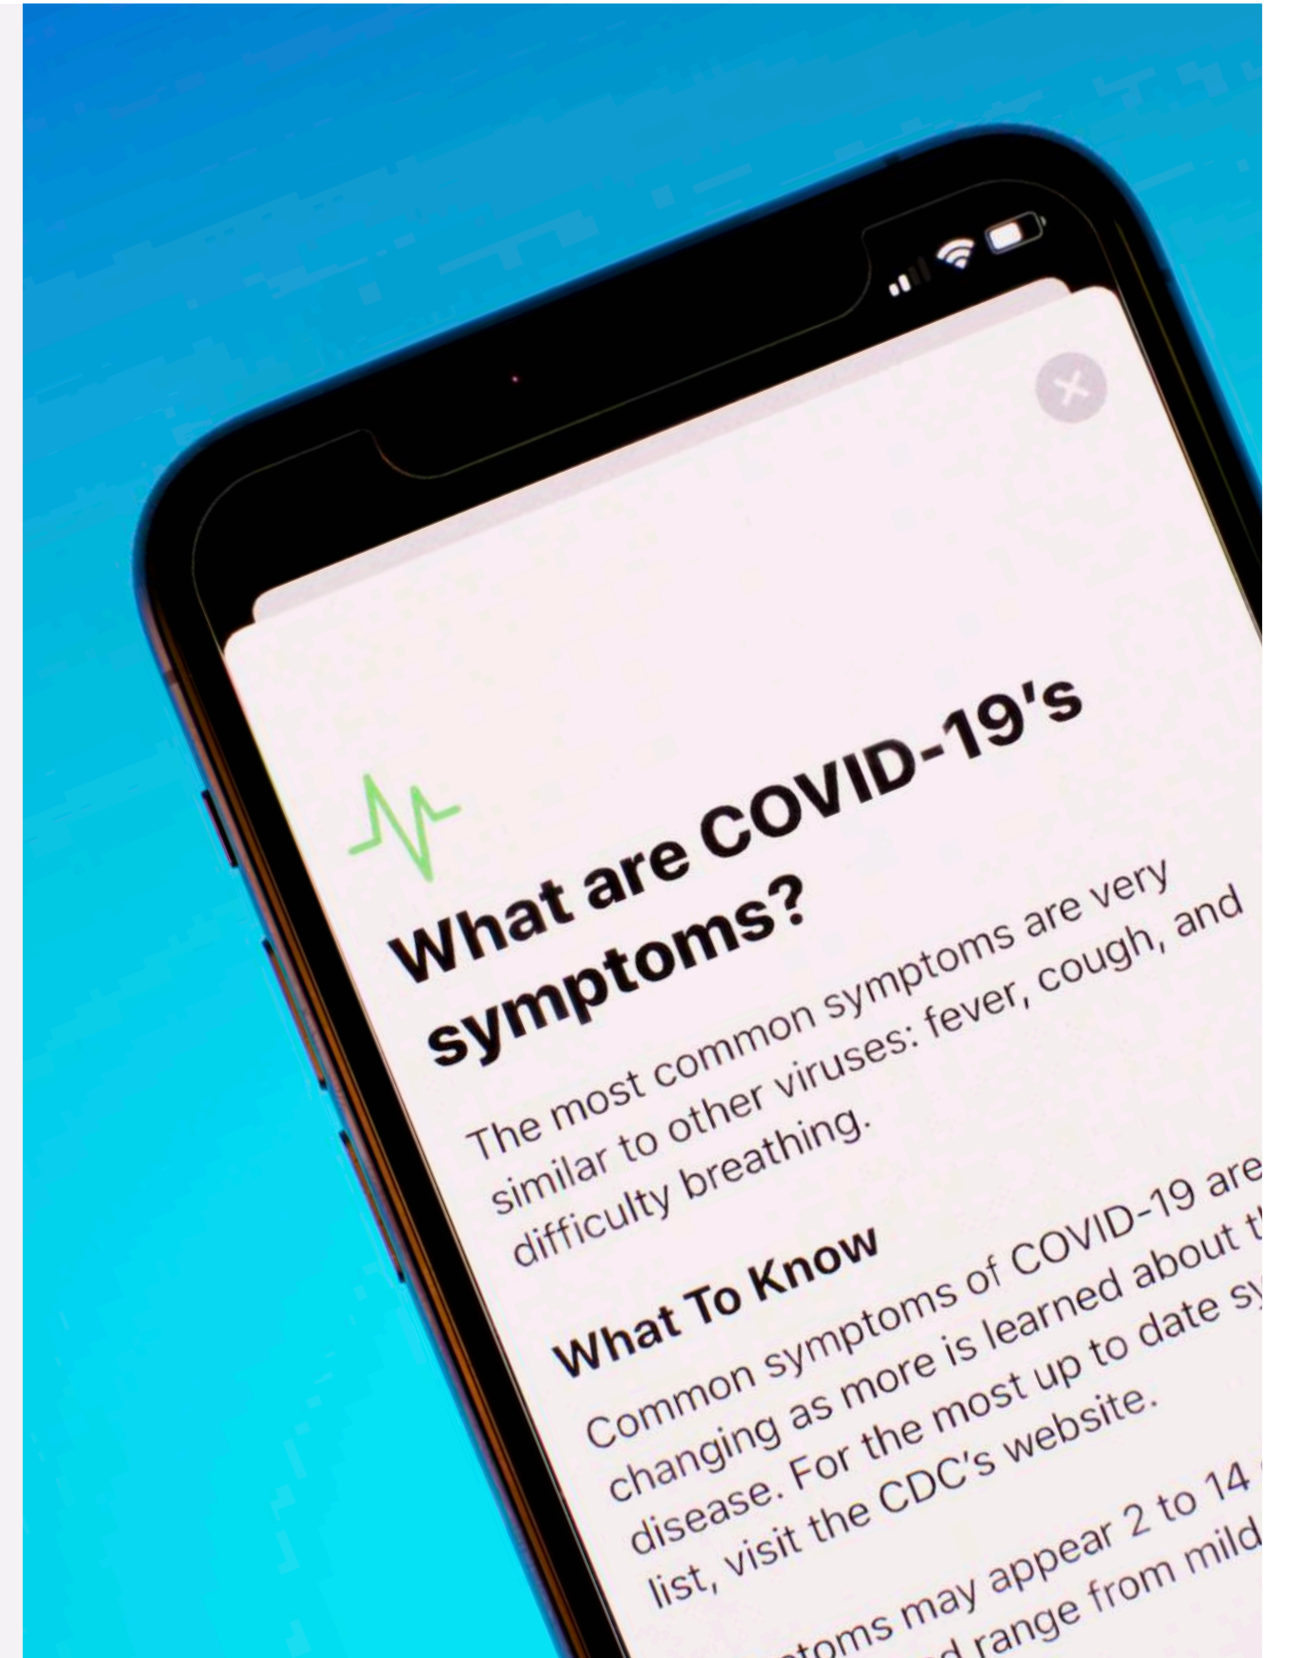 What are COVID-19's
symptoms?
The most common symptoms are very
similar to other viruses: fever, cough, and
difficulty breathing.
What To Know
Common symptoms of COVID-19 are
changing as more is learned about
disease. For the most up to date
list, visit the CDC's website.
may appear 2 to 14
range from mild